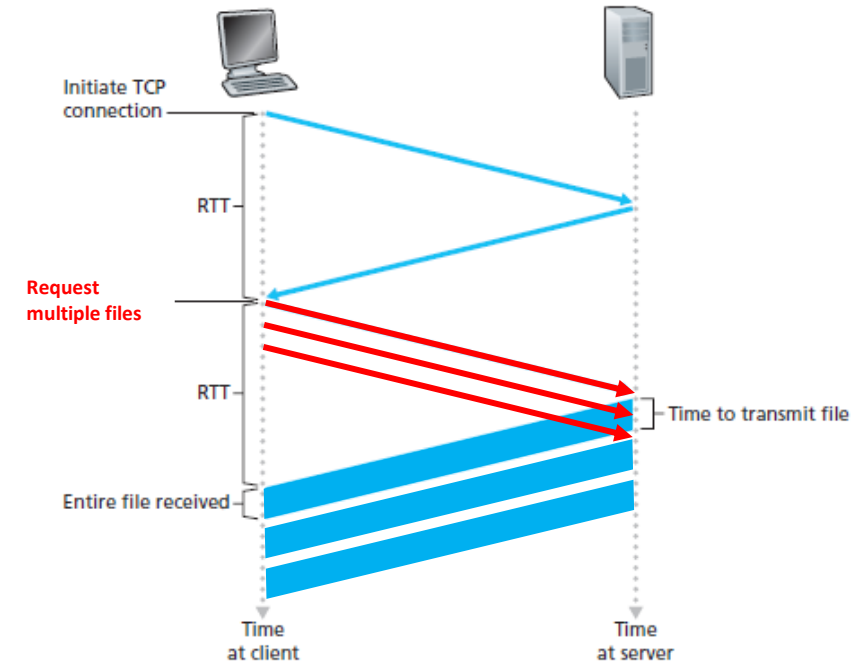 Initiate TCP
connection
RTT
Request
multiple files
RTT
Time to transmit file
Entire file received
Time
at client
Time
at server